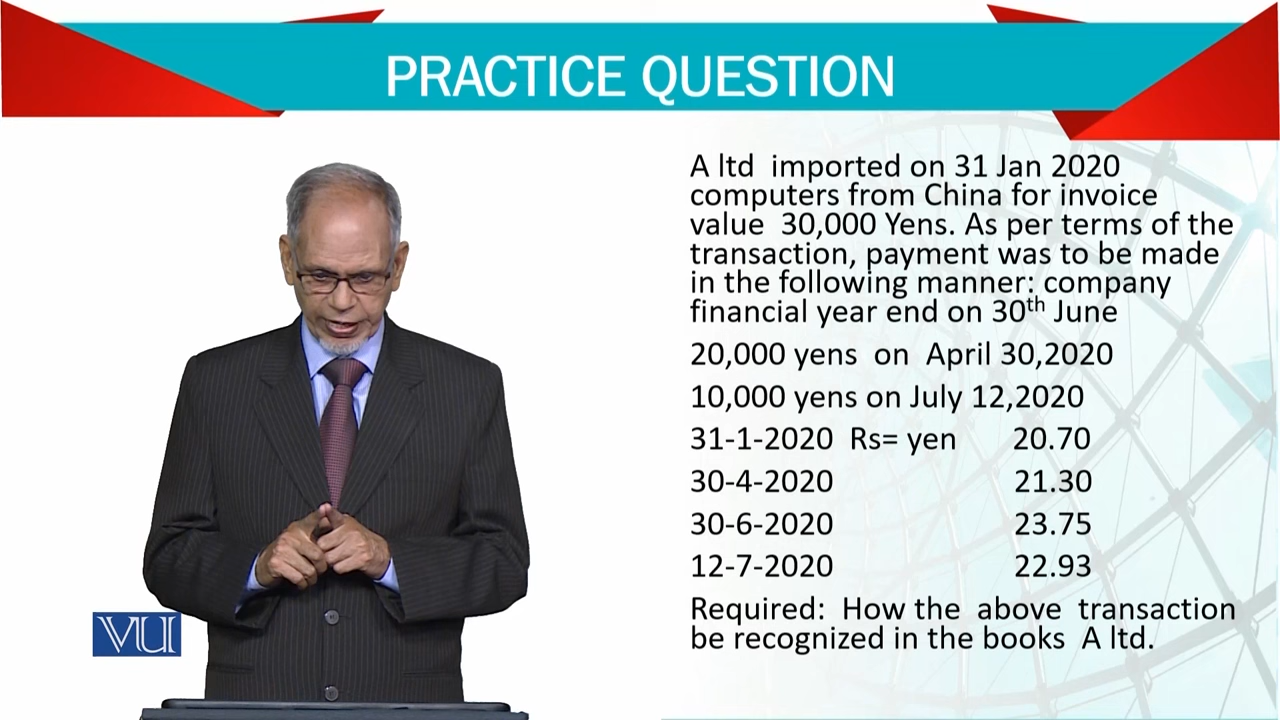 PRACTICE QUESTION
A ltd imported on 31 Jan 2020
computers from China for invoice
value 30,000 Yens. As per terms of the
transaction, payment was to be made
in the following manner: company
financial year end on 30th June
20,000 yens on April 30,2020
10,000 yens on July 12,2020
31-1-2020 Rs= yen 20.70
30-4-2020 21.30
30-6-2020 23.75
12-7-2020 22.93
Required: How the above transaction
be recognized in the books A ltd.
VU